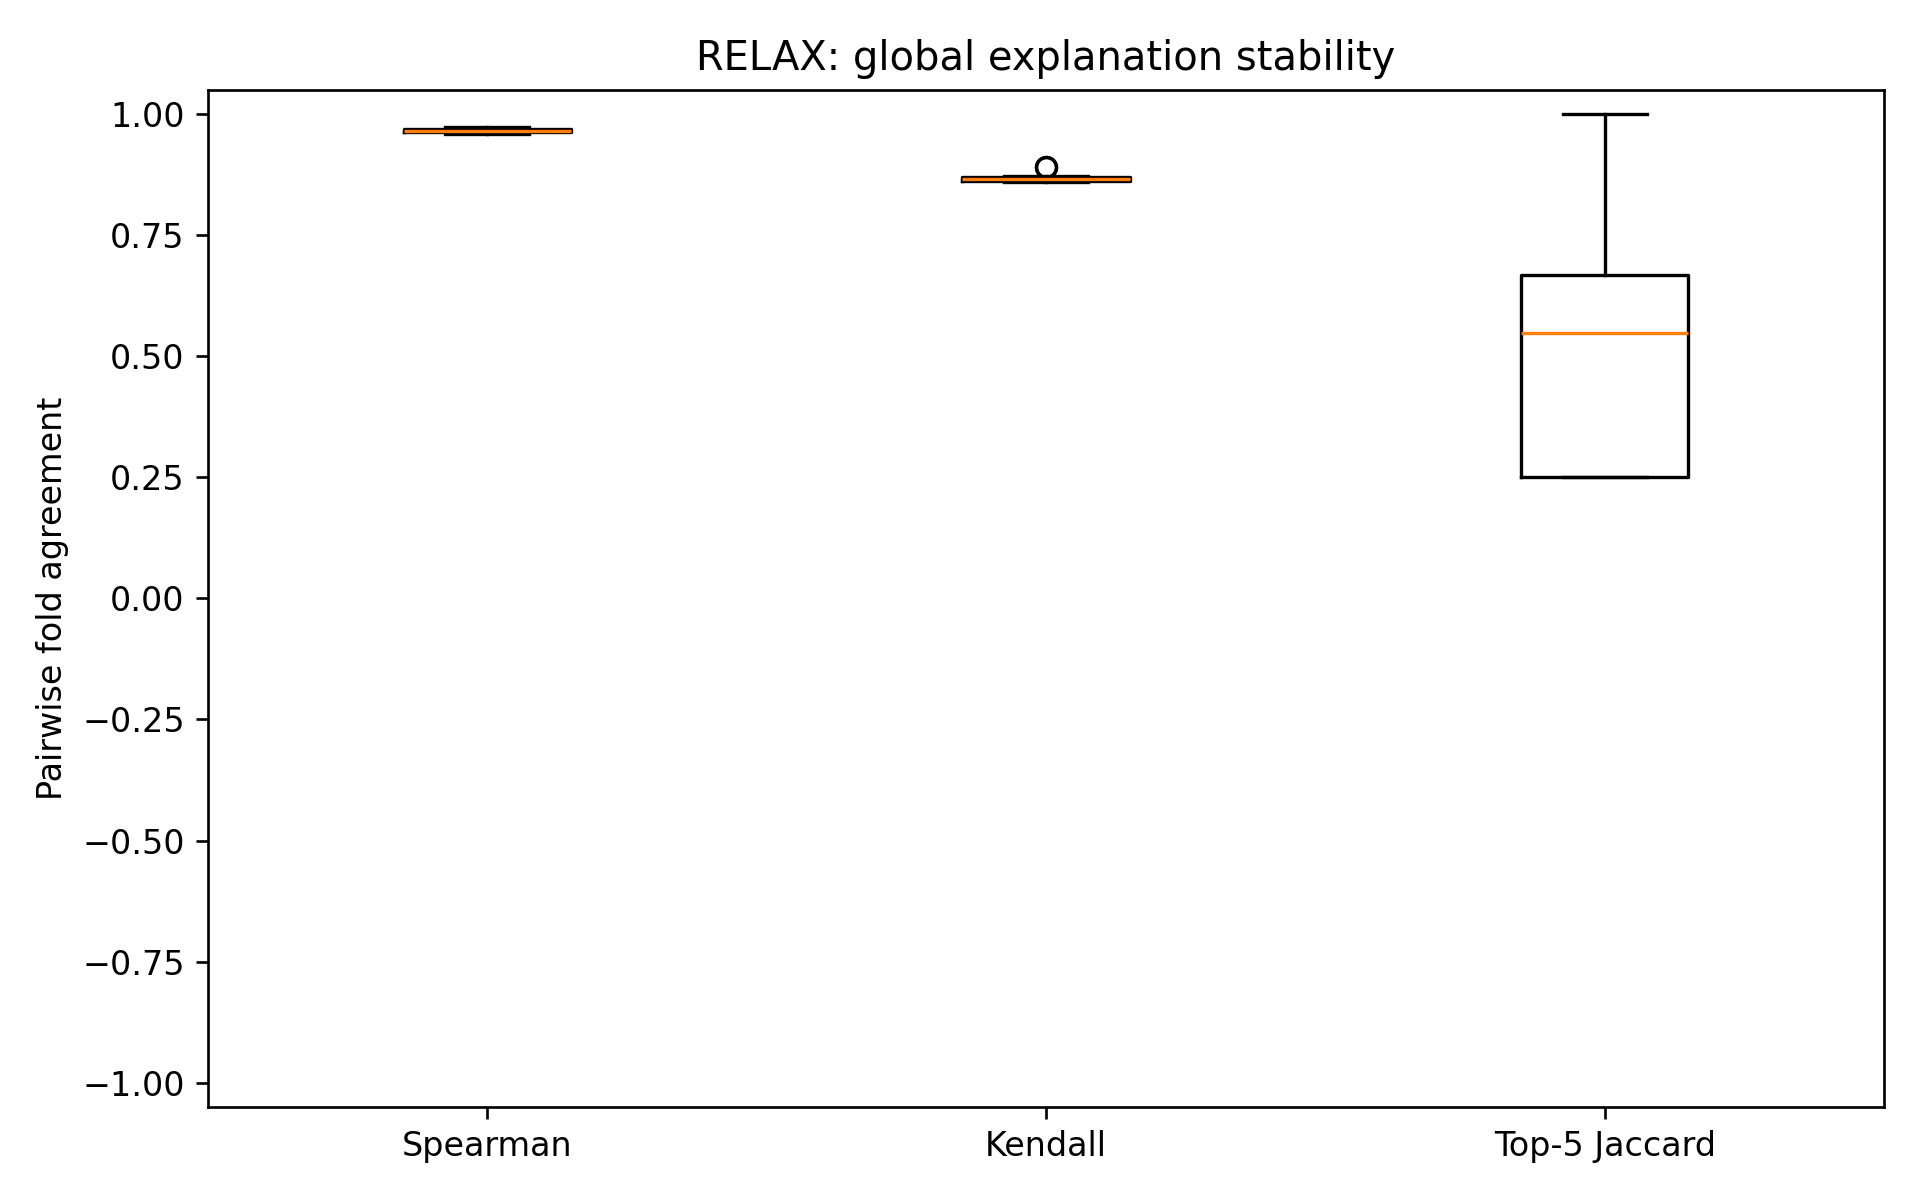 RELAX: global explanation stability
Pairwise fold agreement
1.00
0.75
0.50
0.25
0.00
−0.25
−0.50
−0.75
−1.00
Spearman
Kendall
Top-5 Jaccard